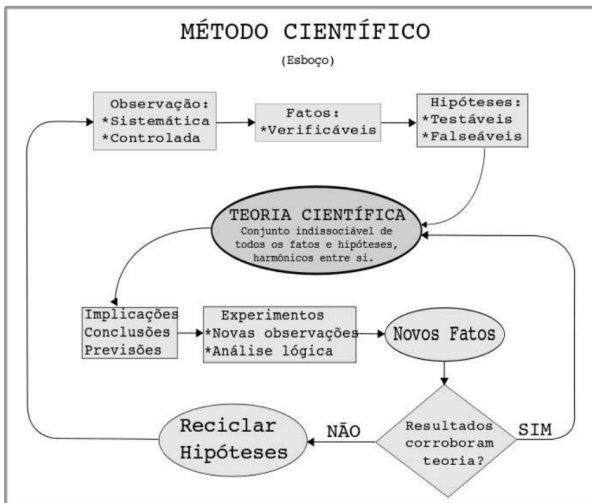 MÉTODO CIENTÍFICO
(Esboço)
Observação:
*Sistemática
*Controlada
Fatos:
*Verificáveis
Hipóteses:
*Testáveis
*Falseáveis
TEORIA CIENTÍFICA
Conjunto indissociável de
todos os fatos e hipóteses,
harmônicos entre si.
Implicações
Conclusões
Previsões
Experimentos
*Novas observações
*Análise lógica
Novos Fatos
Resultados
corroboram
teoria?
NÃO
SIM
Reciclar
Hipóteses